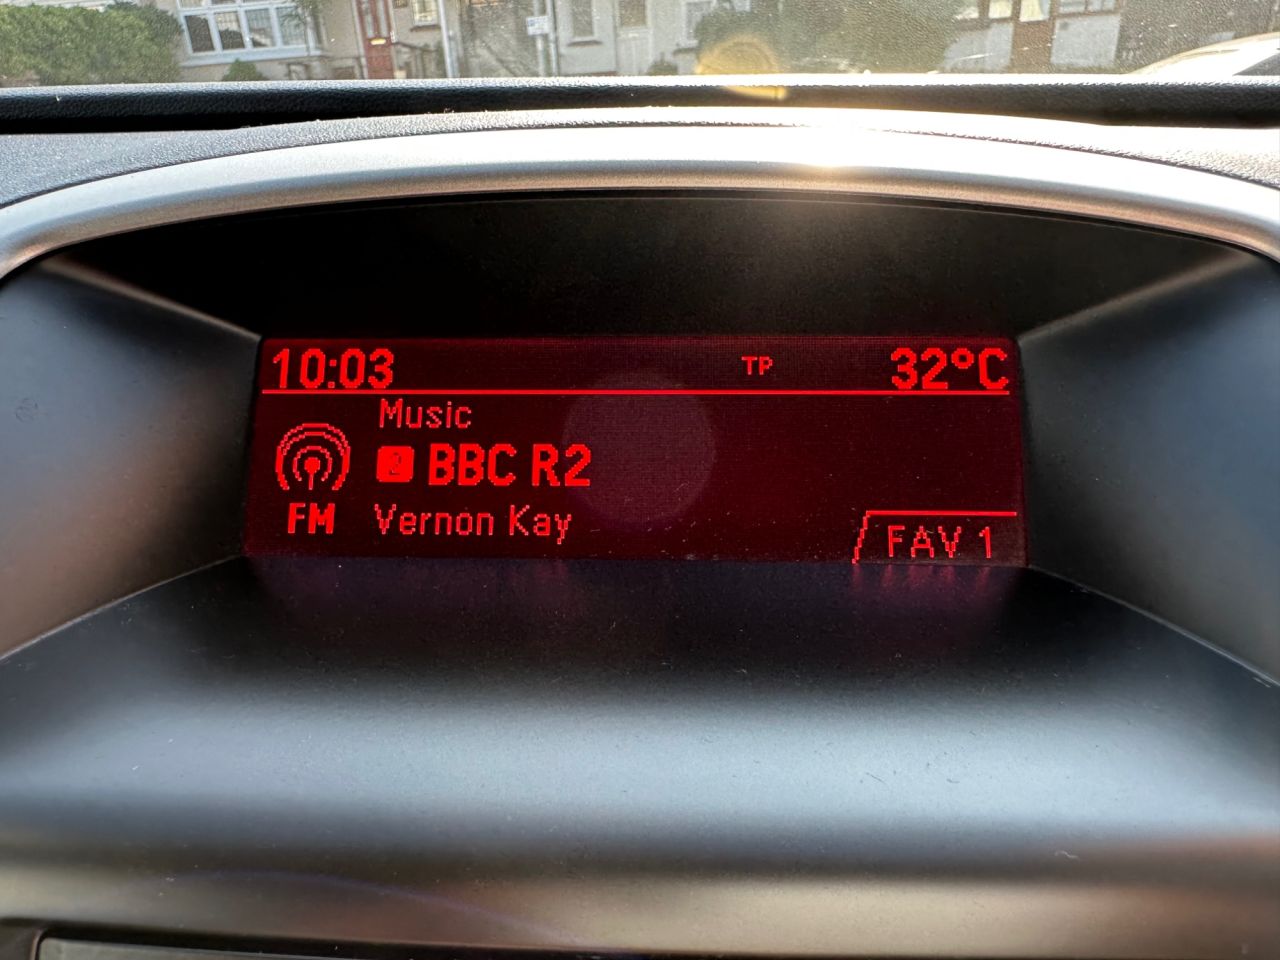 10:03 TP 32°C
Music
2 BBC R2
FM Vernon Kay
FAV 1